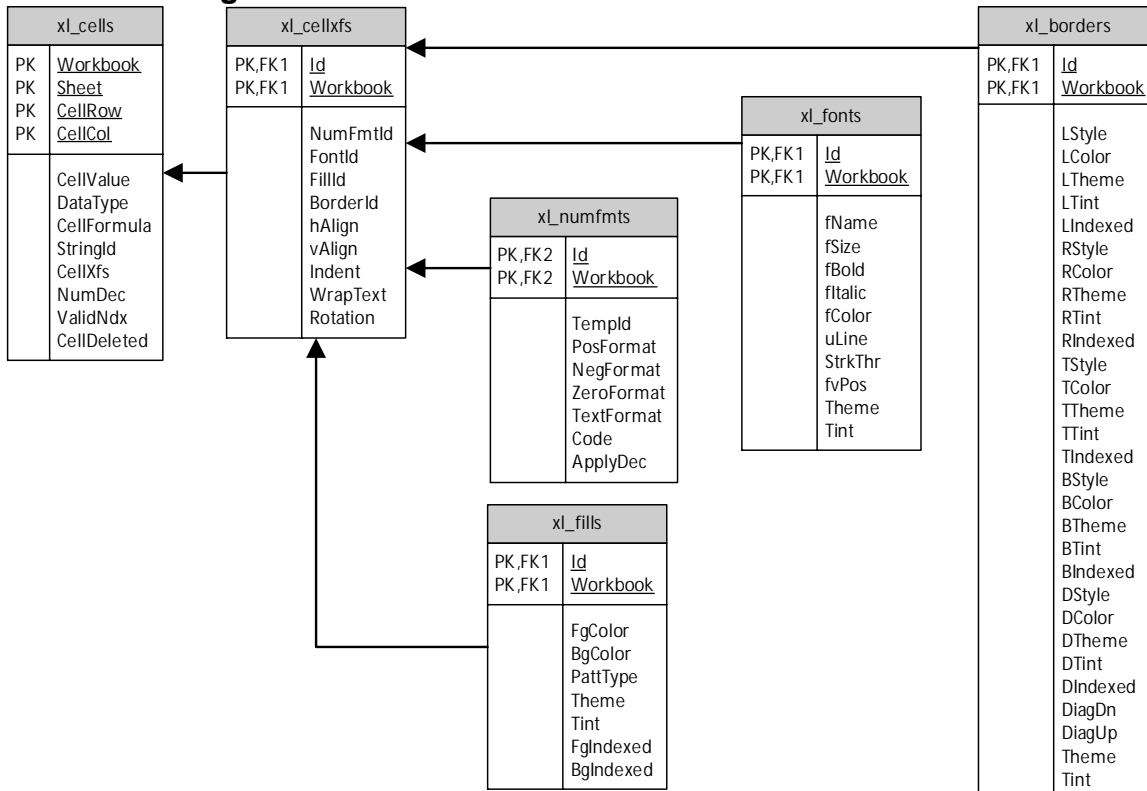 xl_cells
PK Workbook
PK Sheet
PK CellRow
PK CellCol
CellValue
DataType
CellFormula
StringId
CellXfs
NumDec
ValidNdx
CellDeleted
xl_cellxfs
PK,FK1 Id
PK,FK1 Workbook
NumFmtId
FontId
FillId
BorderId
hAlign
vAlign
Indent
WrapText
Rotation
xl_numfmts
PK,FK2 Id
PK,FK2 Workbook
TempId
PosFormat
NegFormat
ZeroFormat
TextFormat
Code
ApplyDec
xl_fills
PK,FK1 Id
PK,FK1 Workbook
FgColor
BgColor
PattType
Theme
Tint
FgIndexed
BgIndexed
xl_fonts
PK,FK1 Id
PK,FK1 Workbook
fName
fSize
fBold
fItalic
fColor
uLine
StrkThr
fvPos
Theme
Tint
xl_borders
PK,FK1 Id
PK,FK1 Workbook
LStyle
LColor
LTheme
LTint
LIndexed
RStyle
RColor
RTheme
RTint
RIndexed
TStyle
TColor
TTheme
TTint
TIndexed
BStyle
BColor
BTheme
BTint
BIndexed
DStyle
DColor
DTheme
DTint
DIndexed
DiagDn
DiagUp
Theme
Tint